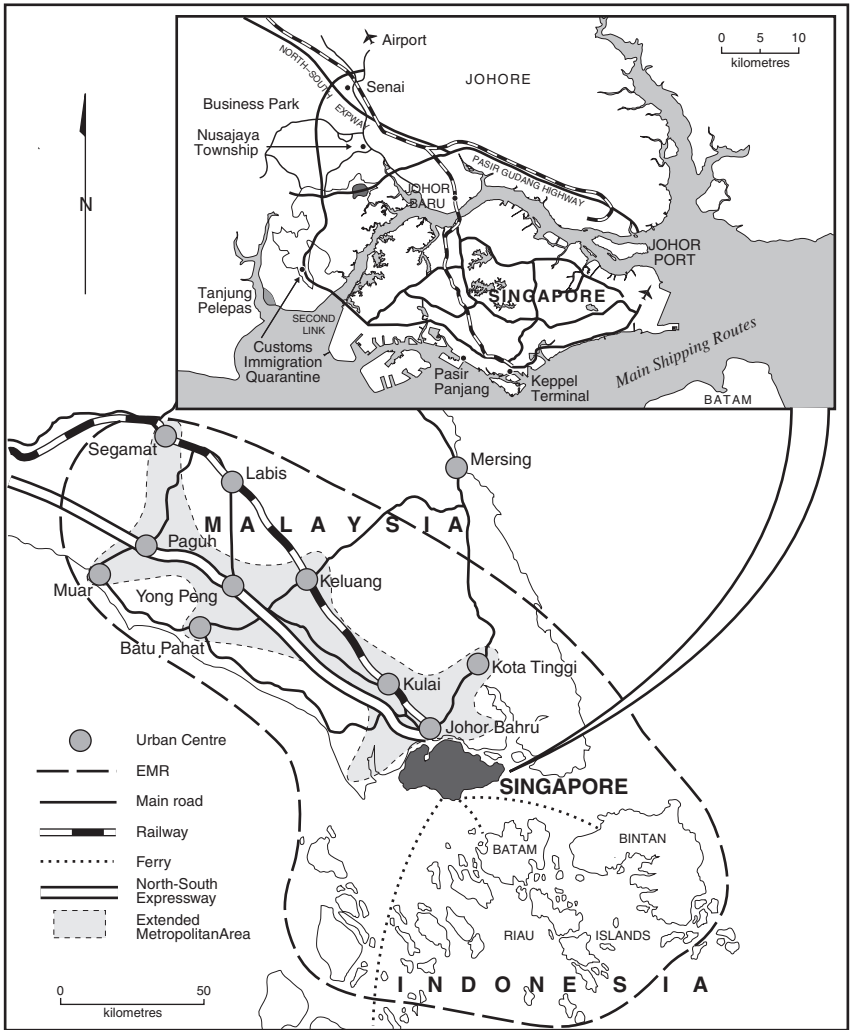 Airport
0 5 10
kilometres
NORTH–SOUTH
EXPWAY
JOHORE
Senai
Business Park
Nusajaya
Township
PASIR GUDANG HIGHWAY
JOHOR
BARU
JOHOR
PORT
N
SINGAPORE
Tanjung
Pelepas
SECOND
LINK
Customs
Immigration
Quarantine
Pasir
Panjang
Keppel
Terminal
Main Shipping Routes
BATAM
Segamat
Labis
Mersing
MALAYSIA
Paguh
Keluang
Muar
Yong Peng
Batu Pahat
Kota Tinggi
Kulai
Johor Bahru
SINGAPORE
Urban Centre
EMR
Main road
Railway
Ferry
North-South
Expressway
Extended
MetropolitanArea
0 50
kilometres
BATAM
BINTAN
RIAU ISLANDS
INDONESIA